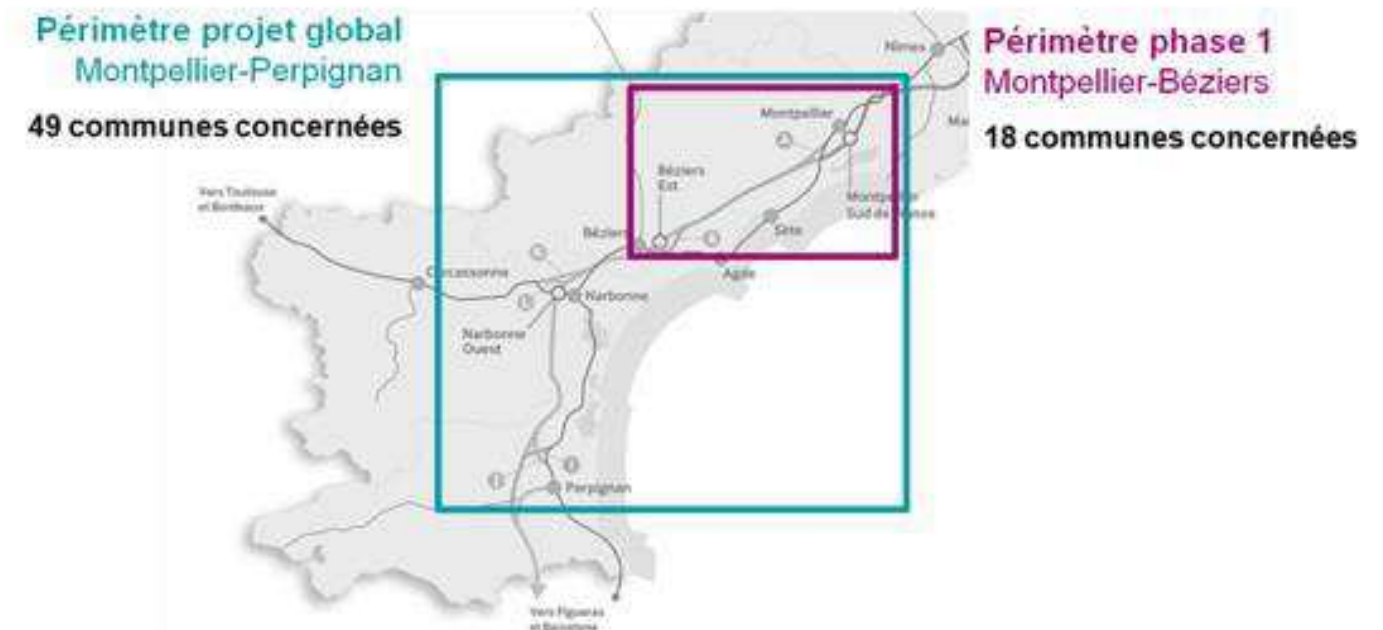 Périmètre projet global
Montpellier-Perpignan
49 communes concernées
Périmètre phase 1
Montpellier-Béziers
18 communes concernées
Nîmes
Montpellier
Béziers
Est
Montpellier
Sud de France
Sète
Béziers
Agde
Vers Toulouse
et Bordeaux
Carcassonne
Narbonne
Narbonne
Ouest
Perpignan
Vers Figueras
et Barcelone